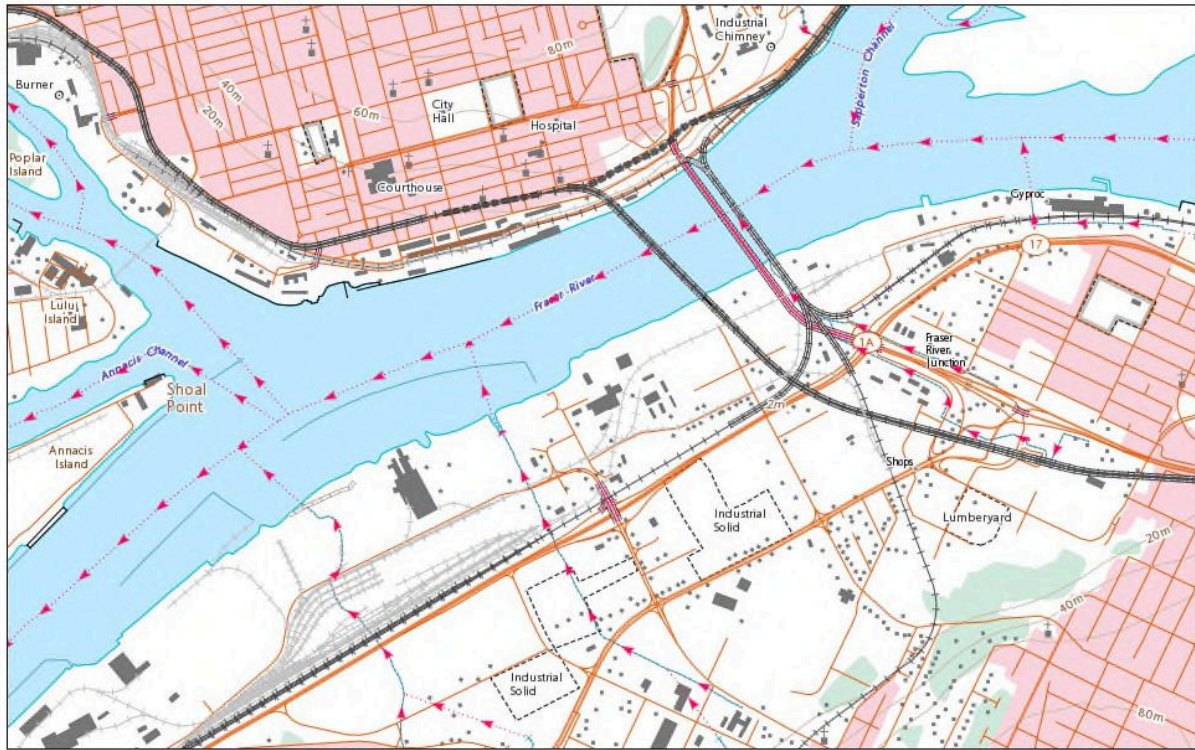 Industrial
Chimney
80m
Sapperton Channel
Burner
40m
20m
60m
City
Hall
Hospital
Poplar
Island
Courthouse
Gyproc
17
Lulu
Island
Fraser River
Annacis Channel
1A
Fraser
River
Junction
Shoal
Point
2m
Annacis
Island
Shops
Industrial
Solid
Lumberyard
20m
40m
Industrial
Solid
80m